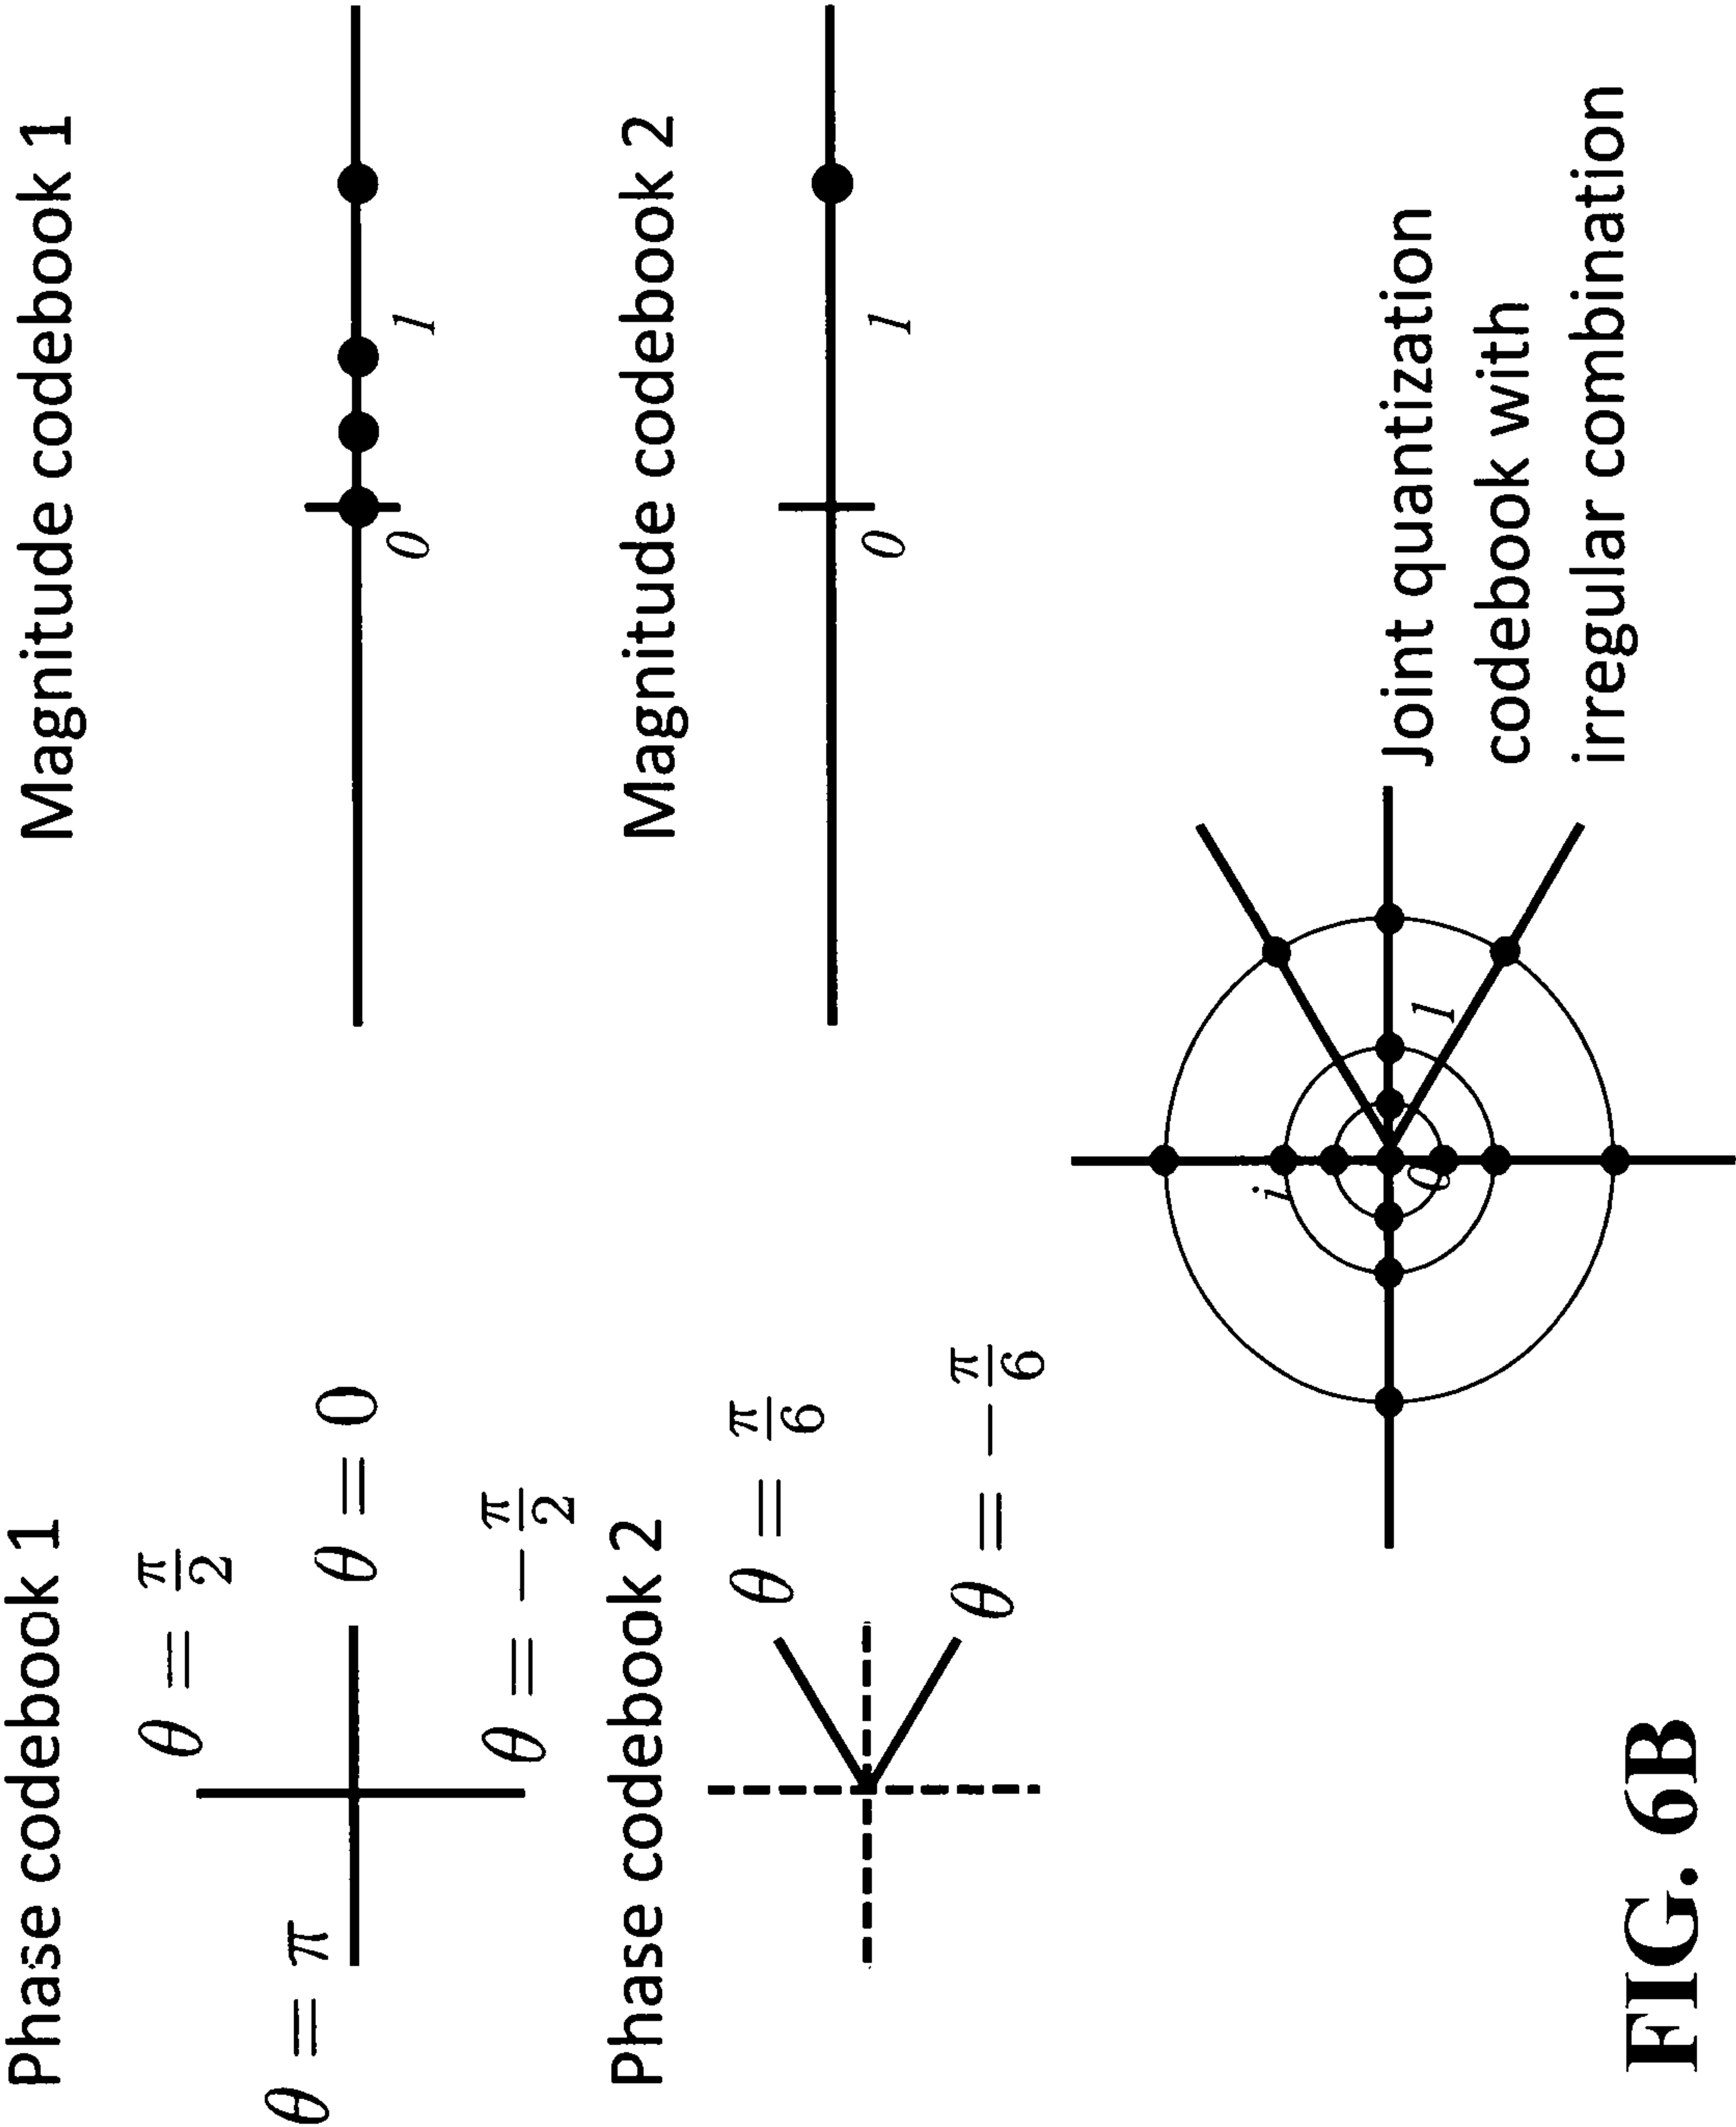 Phase codebook 1
θ = π/2
θ = π
θ = 0
θ = −π/2
Magnitude codebook 1
0
1
Phase codebook 2
θ = π/6
θ = −π/6
Magnitude codebook 2
0
1
i
0
1
Joint quantization
codebook with
irregular combination
FIG. 6B